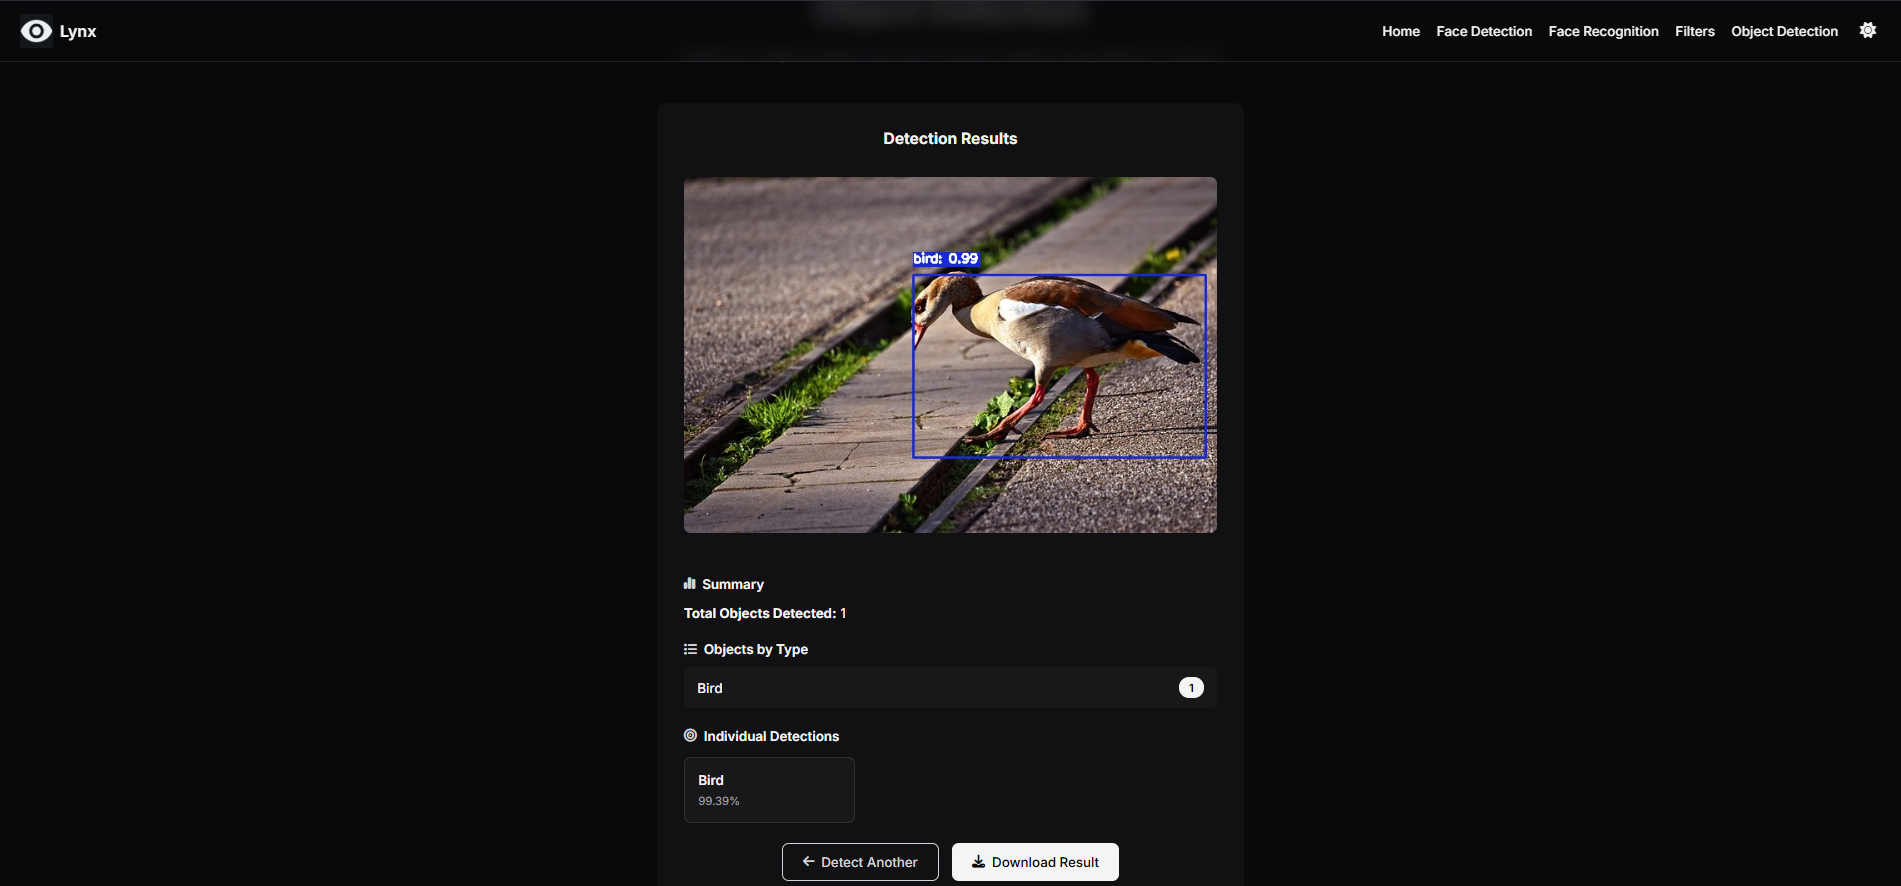 Lynx
Home Face Detection Face Recognition Filters Object Detection
Detection Results
bird: 0.99
Summary
Total Objects Detected: 1
Objects by Type
Bird 1
Individual Detections
Bird
99.39%
Detect Another Download Result